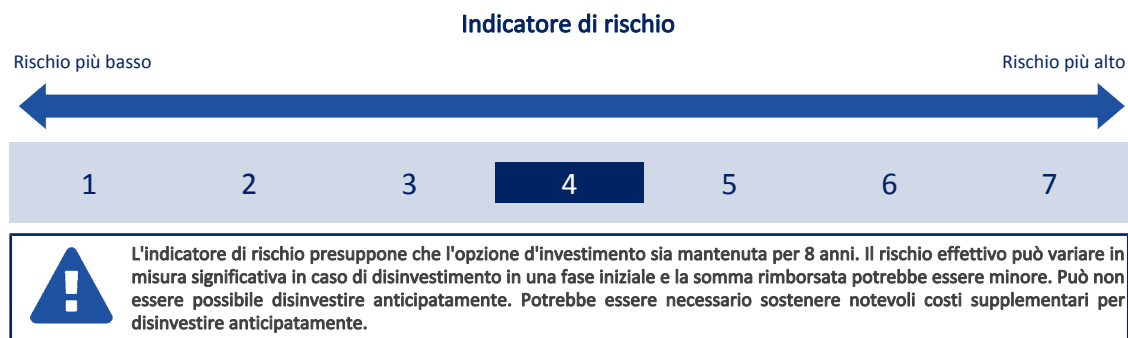 Indicatore di rischio
Rischio più basso
Rischio più alto
1 2 3 4 5 6 7
L'indicatore di rischio presuppone che l'opzione d'investimento sia mantenuta per 8 anni. Il rischio effettivo può variare in
misura significativa in caso di disinvestimento in una fase iniziale e la somma rimborsata potrebbe essere minore. Può non
essere possibile disinvestire anticipatamente. Potrebbe essere necessario sostenere notevoli costi supplementari per
disinvestire anticipatamente.